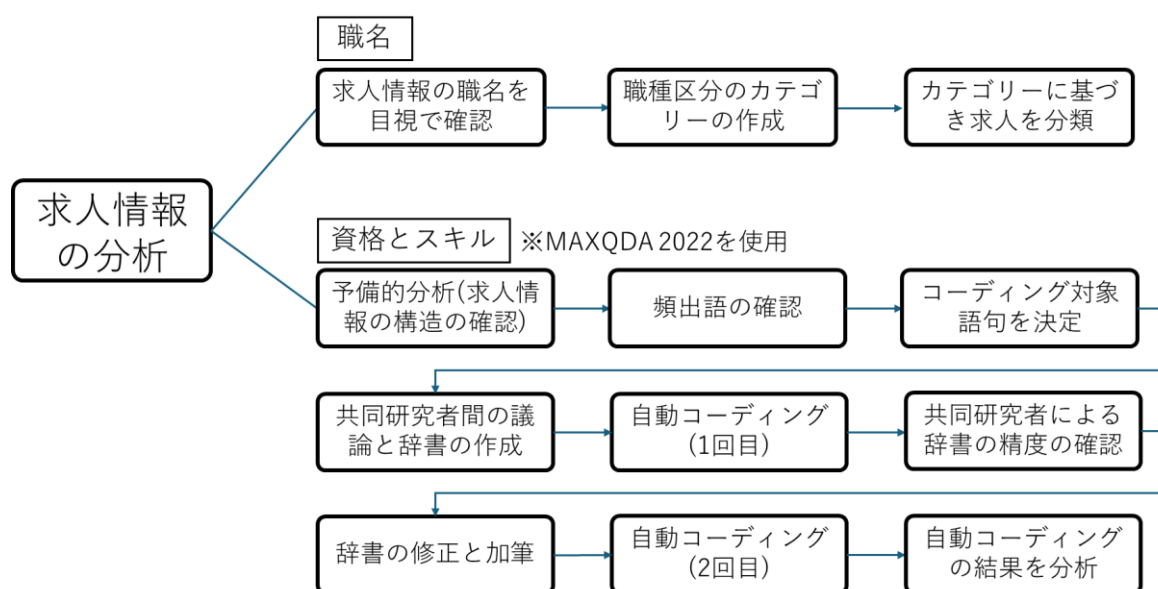 職名
求人情報の職名を
目視で確認
職種区分のカテゴ
リーの作成
カテゴリーに基づ
き求人を分類
求人情報
の分析
資格とスキル ※MAXQDA 2022を使用
予備的分析(求人情
報の構造の確認)
頻出語の確認
コーディング対象
語句を決定
共同研究者間の議
論と辞書の作成
自動コーディング
(1回目)
共同研究者による
辞書の精度の確認
辞書の修正と加筆
自動コーディング
(2回目)
自動コーディング
の結果を分析